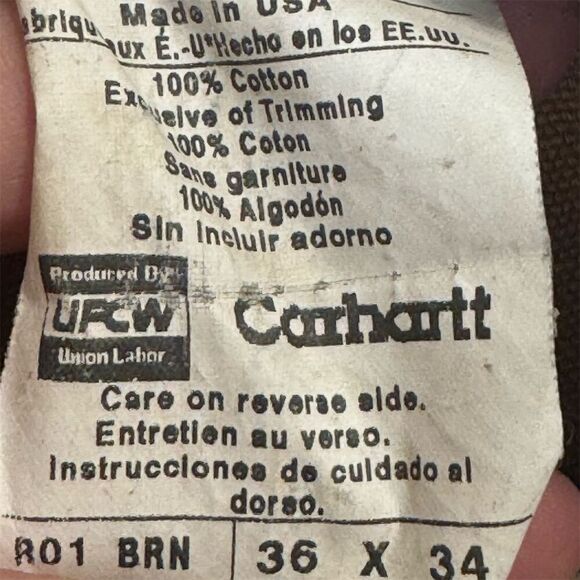 Made in USA
aux É.-U•Hecho en los EE.UU.
100% Cotton
Exclusive of Trimming
100% Coton
Sans garniture
100% Algodón
Sin incluir adorno
Produced By
UFCW
Union Labor
Carhartt
Care on reverse side.
Entretien au verso.
Instrucciones de cuidado al
dorso.
R01 BRN
36 X 34